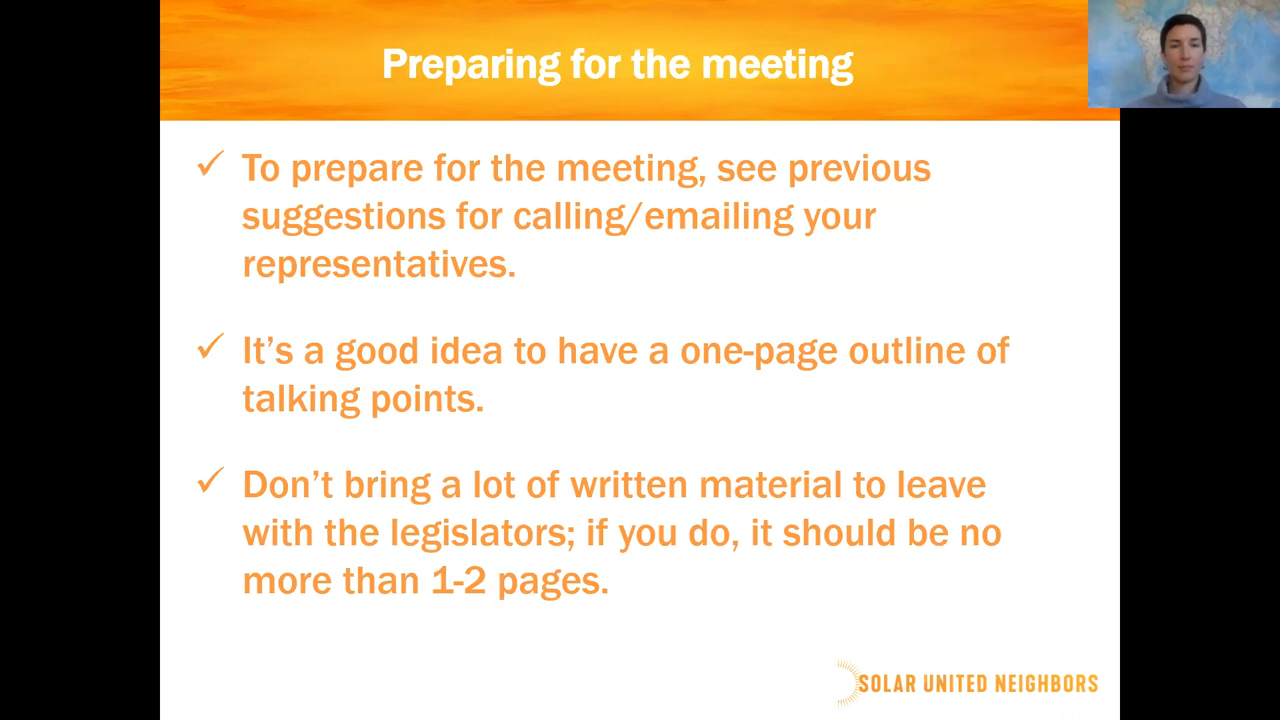 Preparing for the meeting
✓ To prepare for the meeting, see previous
suggestions for calling/emailing your
representatives.
✓ It's a good idea to have a one-page outline of
talking points.
✓ Don't bring a lot of written material to leave
with the legislators; if you do, it should be no
more than 1-2 pages.
SOLAR UNITED NEIGHBORS